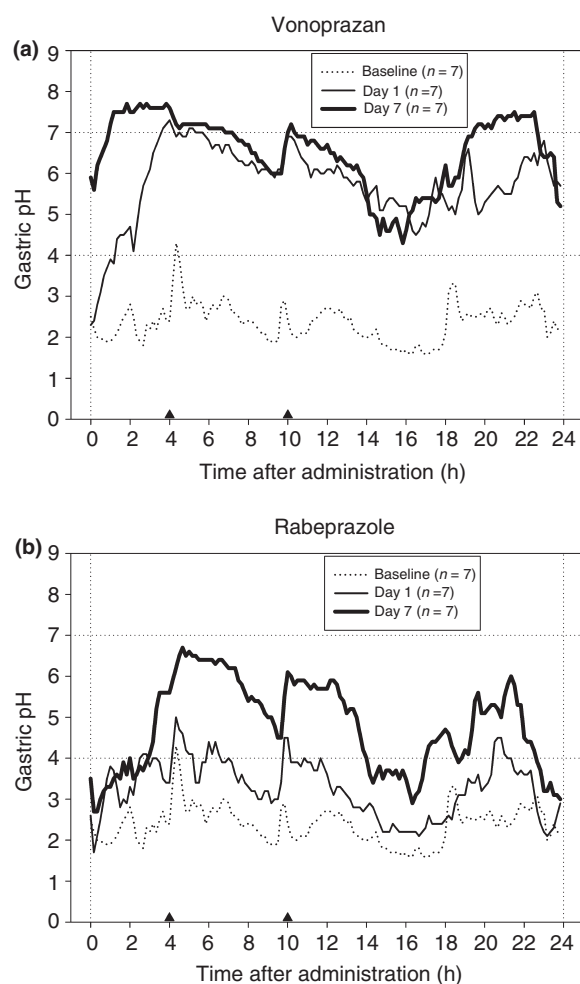 Vonoprazan
(a)
9
8
7
6
5
4
3
2
1
0
Gastric pH
Baseline (n = 7)
Day 1 (n =7)
Day 7 (n = 7)
0 2 4 6 8 10 12 14 16 18 20 22 24
Time after administration (h)
Rabeprazole
(b)
9
8
7
6
5
4
3
2
1
0
Gastric pH
Baseline (n = 7)
Day 1 (n =7)
Day 7 (n = 7)
0 2 4 6 8 10 12 14 16 18 20 22 24
Time after administration (h)